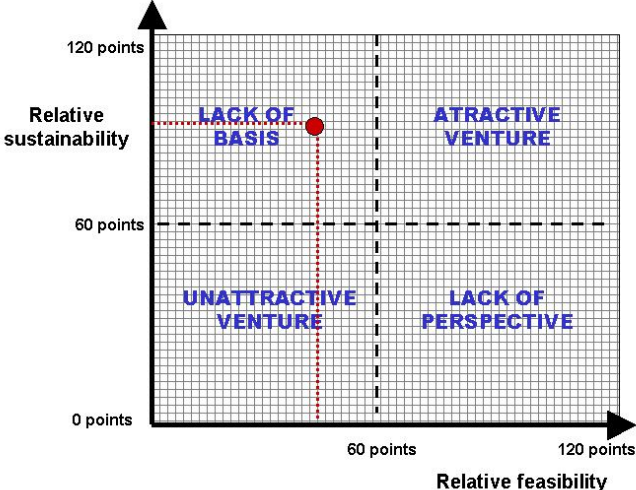 120 points
Relative
sustainability
LACK OF
BASIS
ATRACTIVE
VENTURE
60 points
UNATTRACTIVE
VENTURE
LACK OF
PERSPECTIVE
0 points
60 points
120 points
Relative feasibility